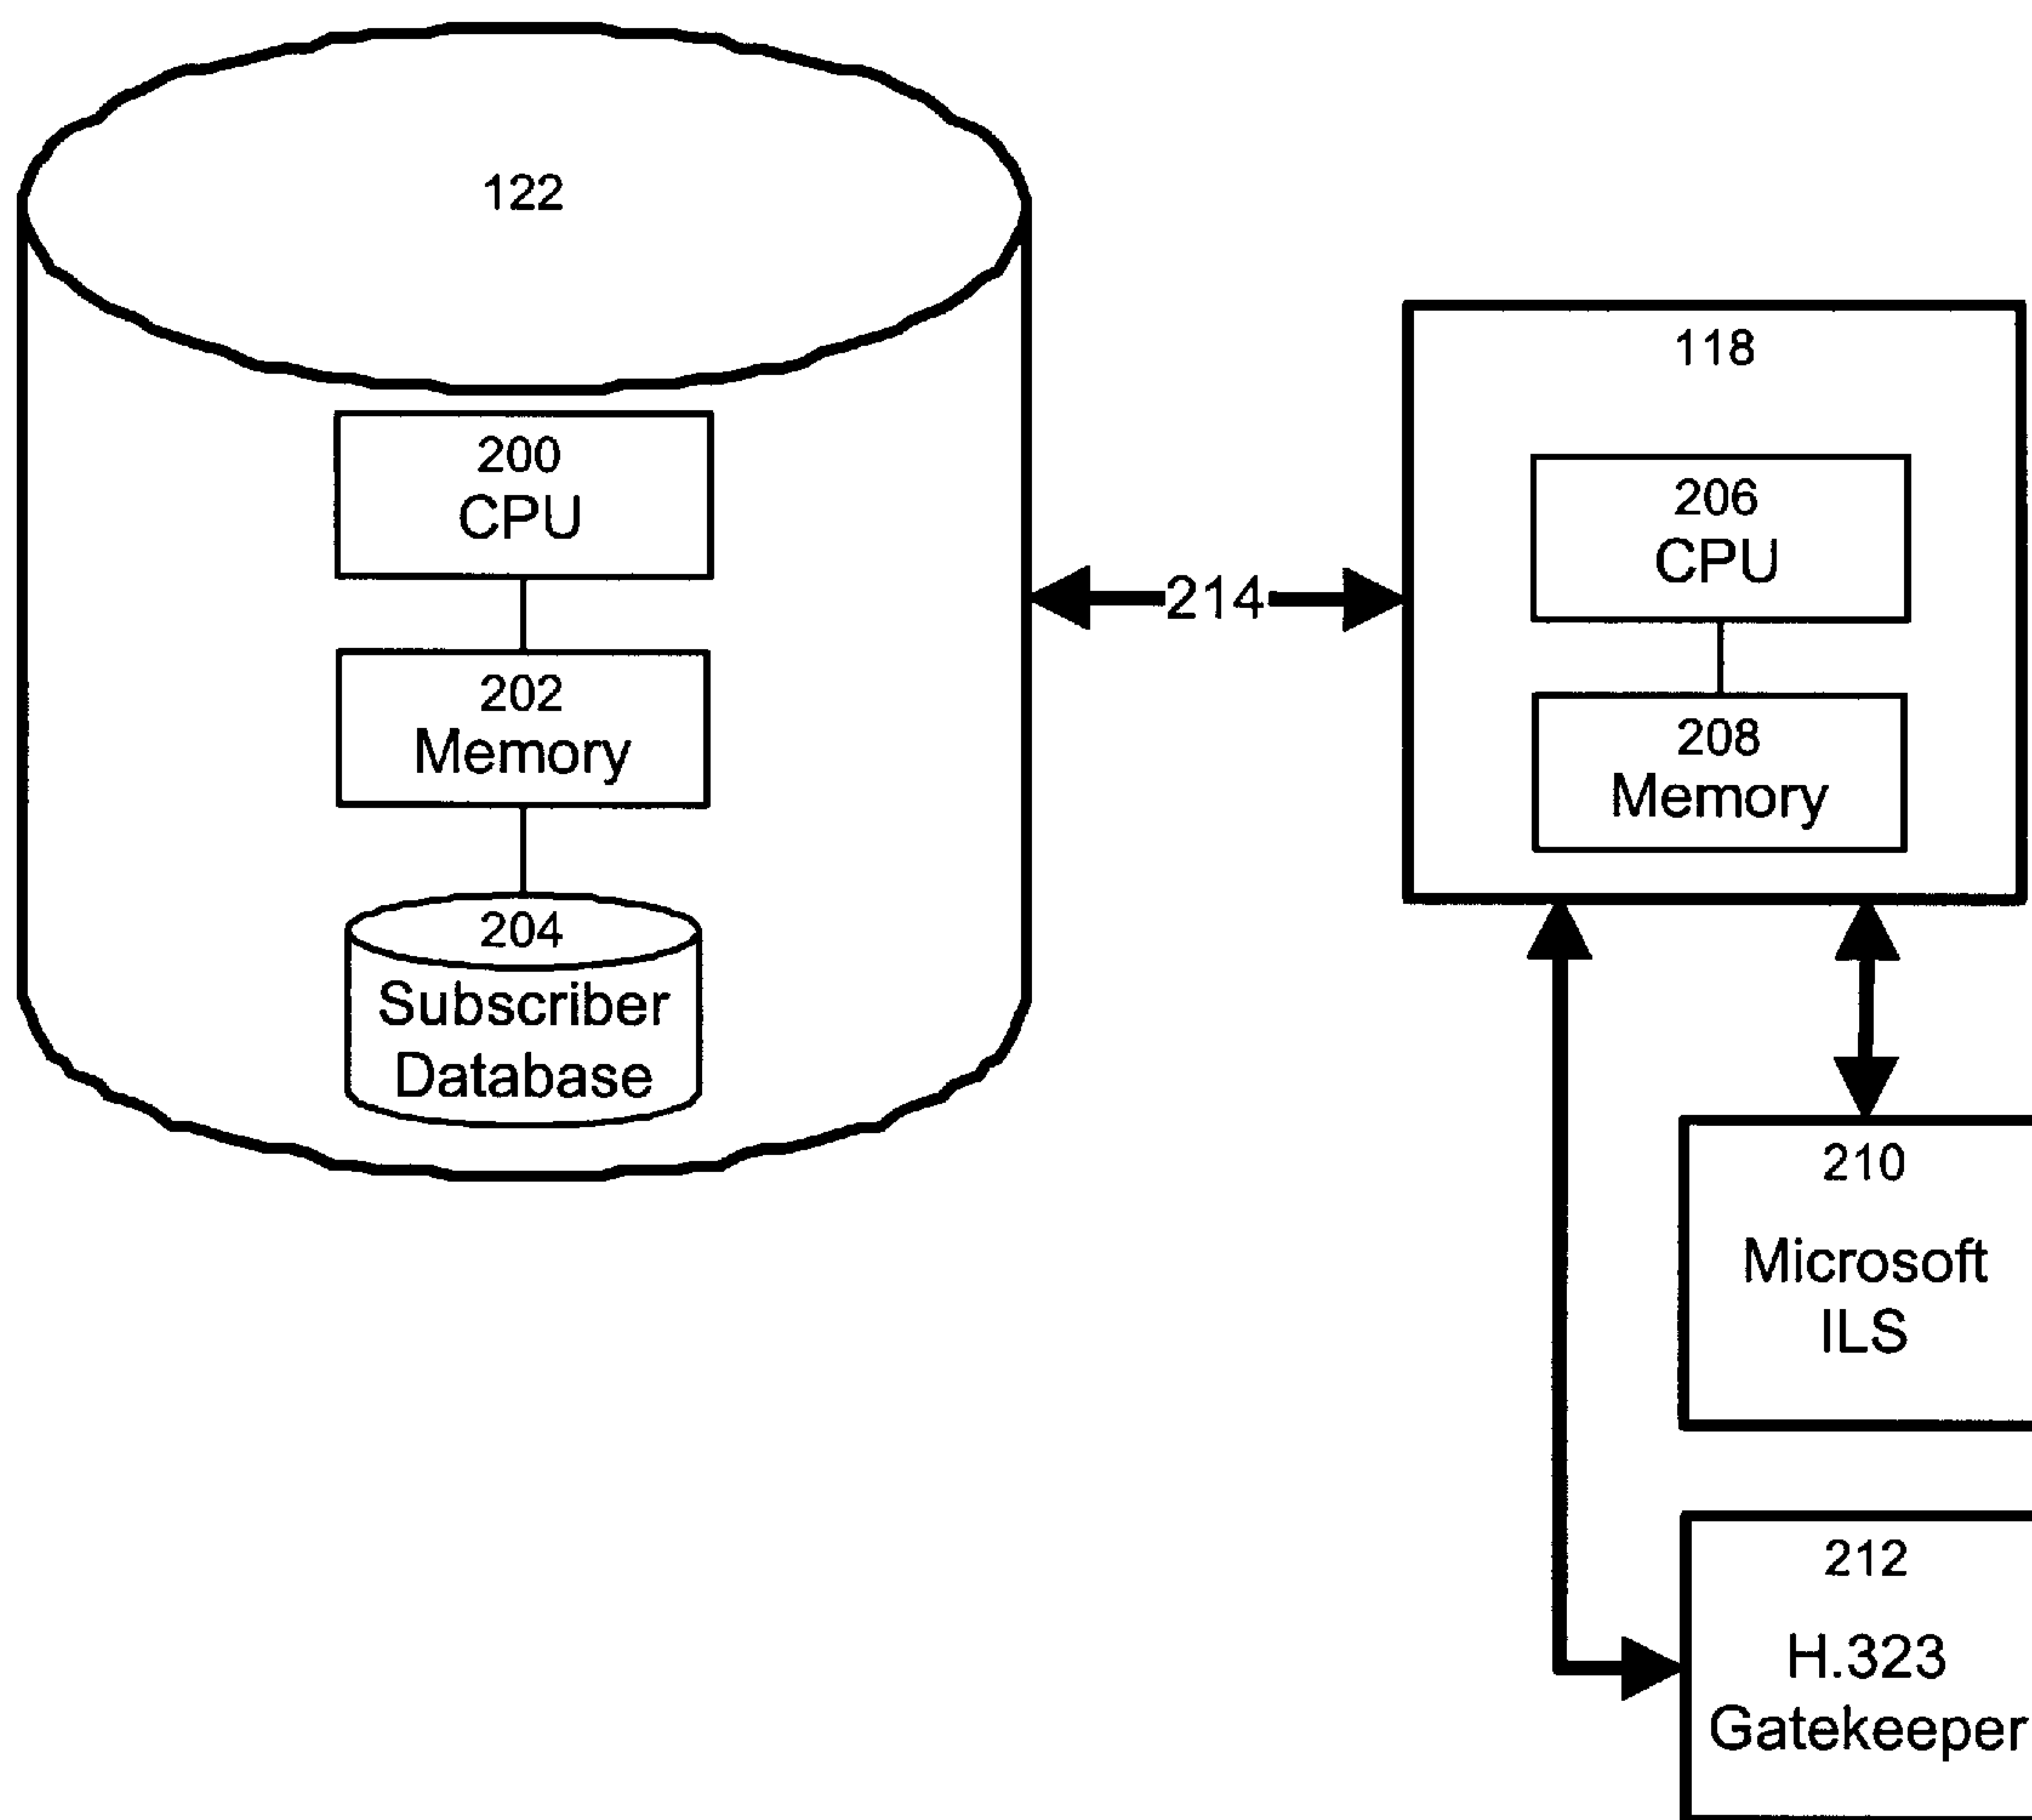 122
200
CPU
202
Memory
204
Subscriber
Database
214
118
206
CPU
208
Memory
210
Microsoft
ILS
212
H.323
Gatekeeper